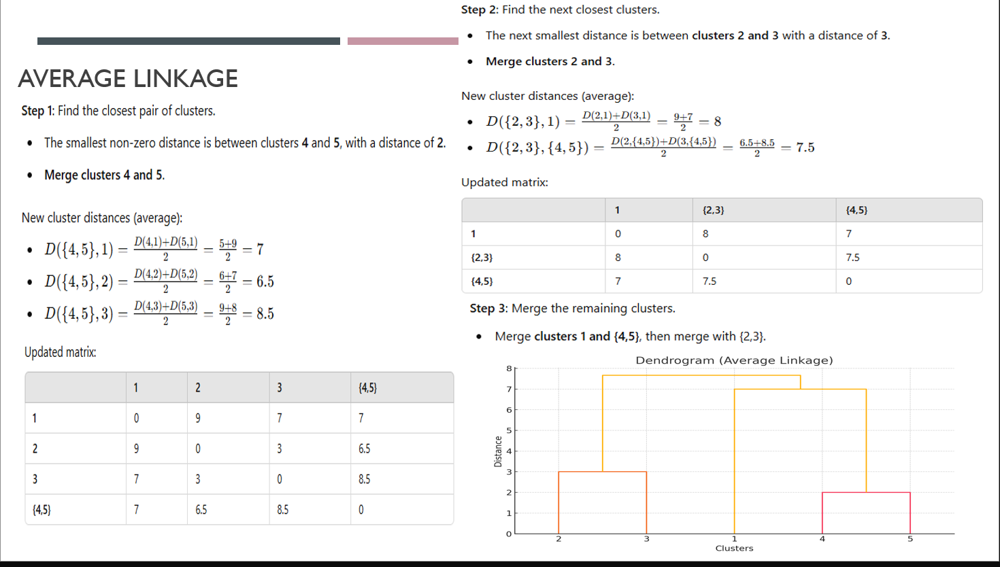 AVERAGE LINKAGE
Step 1: Find the closest pair of clusters.
• The smallest non-zero distance is between clusters 4 and 5, with a distance of 2.
• Merge clusters 4 and 5.
New cluster distances (average):
• D({4, 5}, 1) = D(4,1)+D(5,1)/2 = 5+9/2 = 7
• D({4, 5}, 2) = D(4,2)+D(5,2)/2 = 6+7/2 = 6.5
• D({4, 5}, 3) = D(4,3)+D(5,3)/2 = 9+8/2 = 8.5
Updated matrix:
1 2 3 {4,5}
1 0 9 7 7
2 9 0 3 6.5
3 7 3 0 8.5
{4,5} 7 6.5 8.5 0
Step 2: Find the next closest clusters.
• The next smallest distance is between clusters 2 and 3 with a distance of 3.
• Merge clusters 2 and 3.
New cluster distances (average):
• D({2, 3}, 1) = D(2,1)+D(3,1)/2 = 9+7/2 = 8
• D({2, 3}, {4, 5}) = D(2,{4,5})+D(3,{4,5})/2 = 6.5+8.5/2 = 7.5
Updated matrix:
1 {2,3} {4,5}
1 0 8 7
{2,3} 8 0 7.5
{4,5} 7 7.5 0
Step 3: Merge the remaining clusters.
• Merge clusters 1 and {4,5}, then merge with {2,3}.
Dendrogram (Average Linkage)
8
7
6
5
4
3
2
1
0
Distance
2 3 1 4 5
Clusters